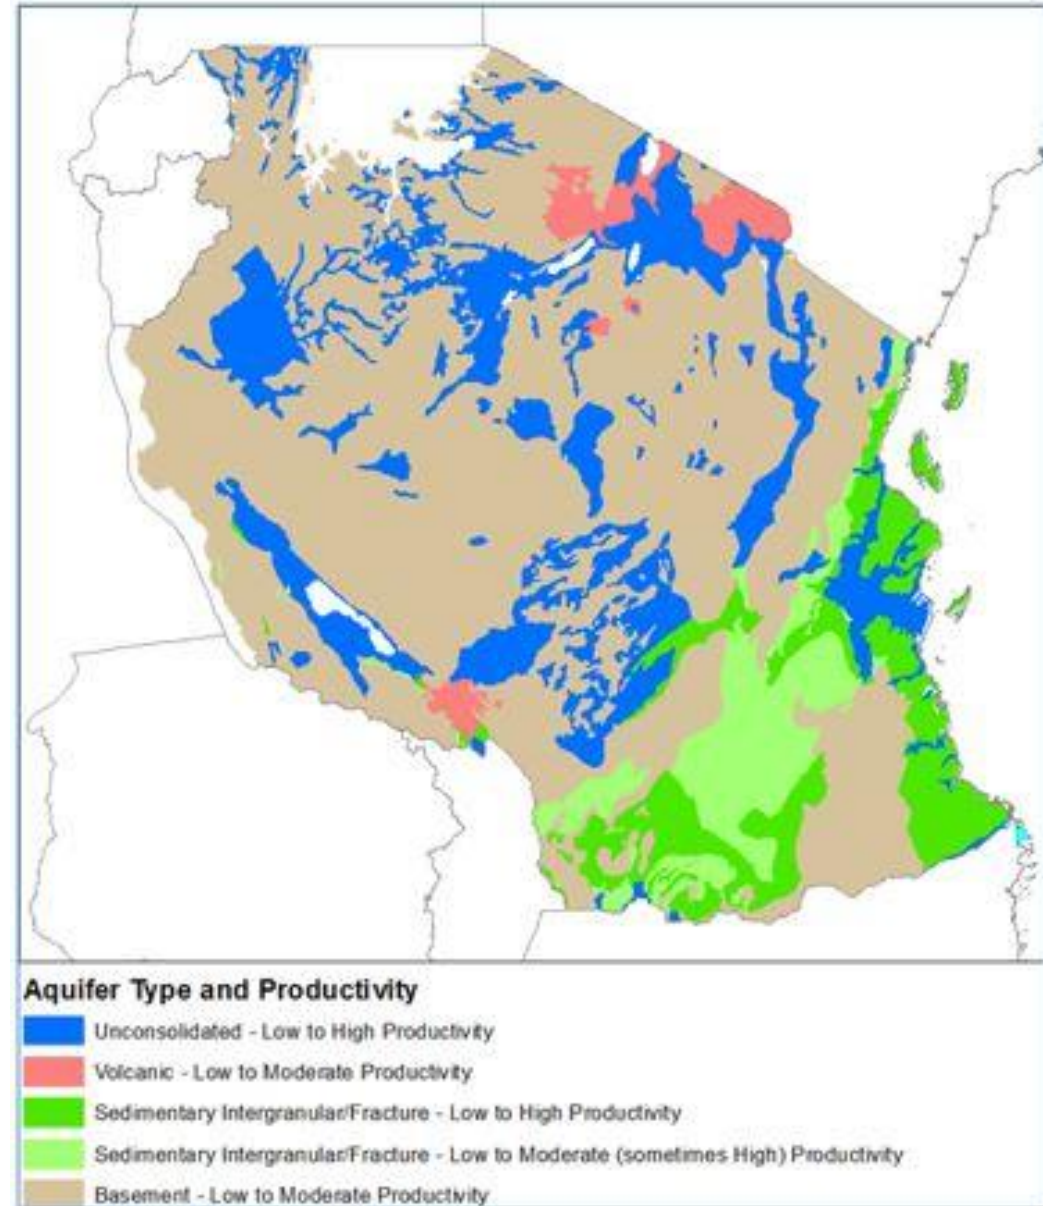 Aquifer Type and Productivity
Unconsolidated - Low to High Productivity
Volcanic - Low to Moderate Productivity
Sedimentary Intergranular/Fracture - Low to High Productivity
Sedimentary Intergranular/Fracture - Low to Moderate (sometimes High) Productivity
Basement - Low to Moderate Productivity